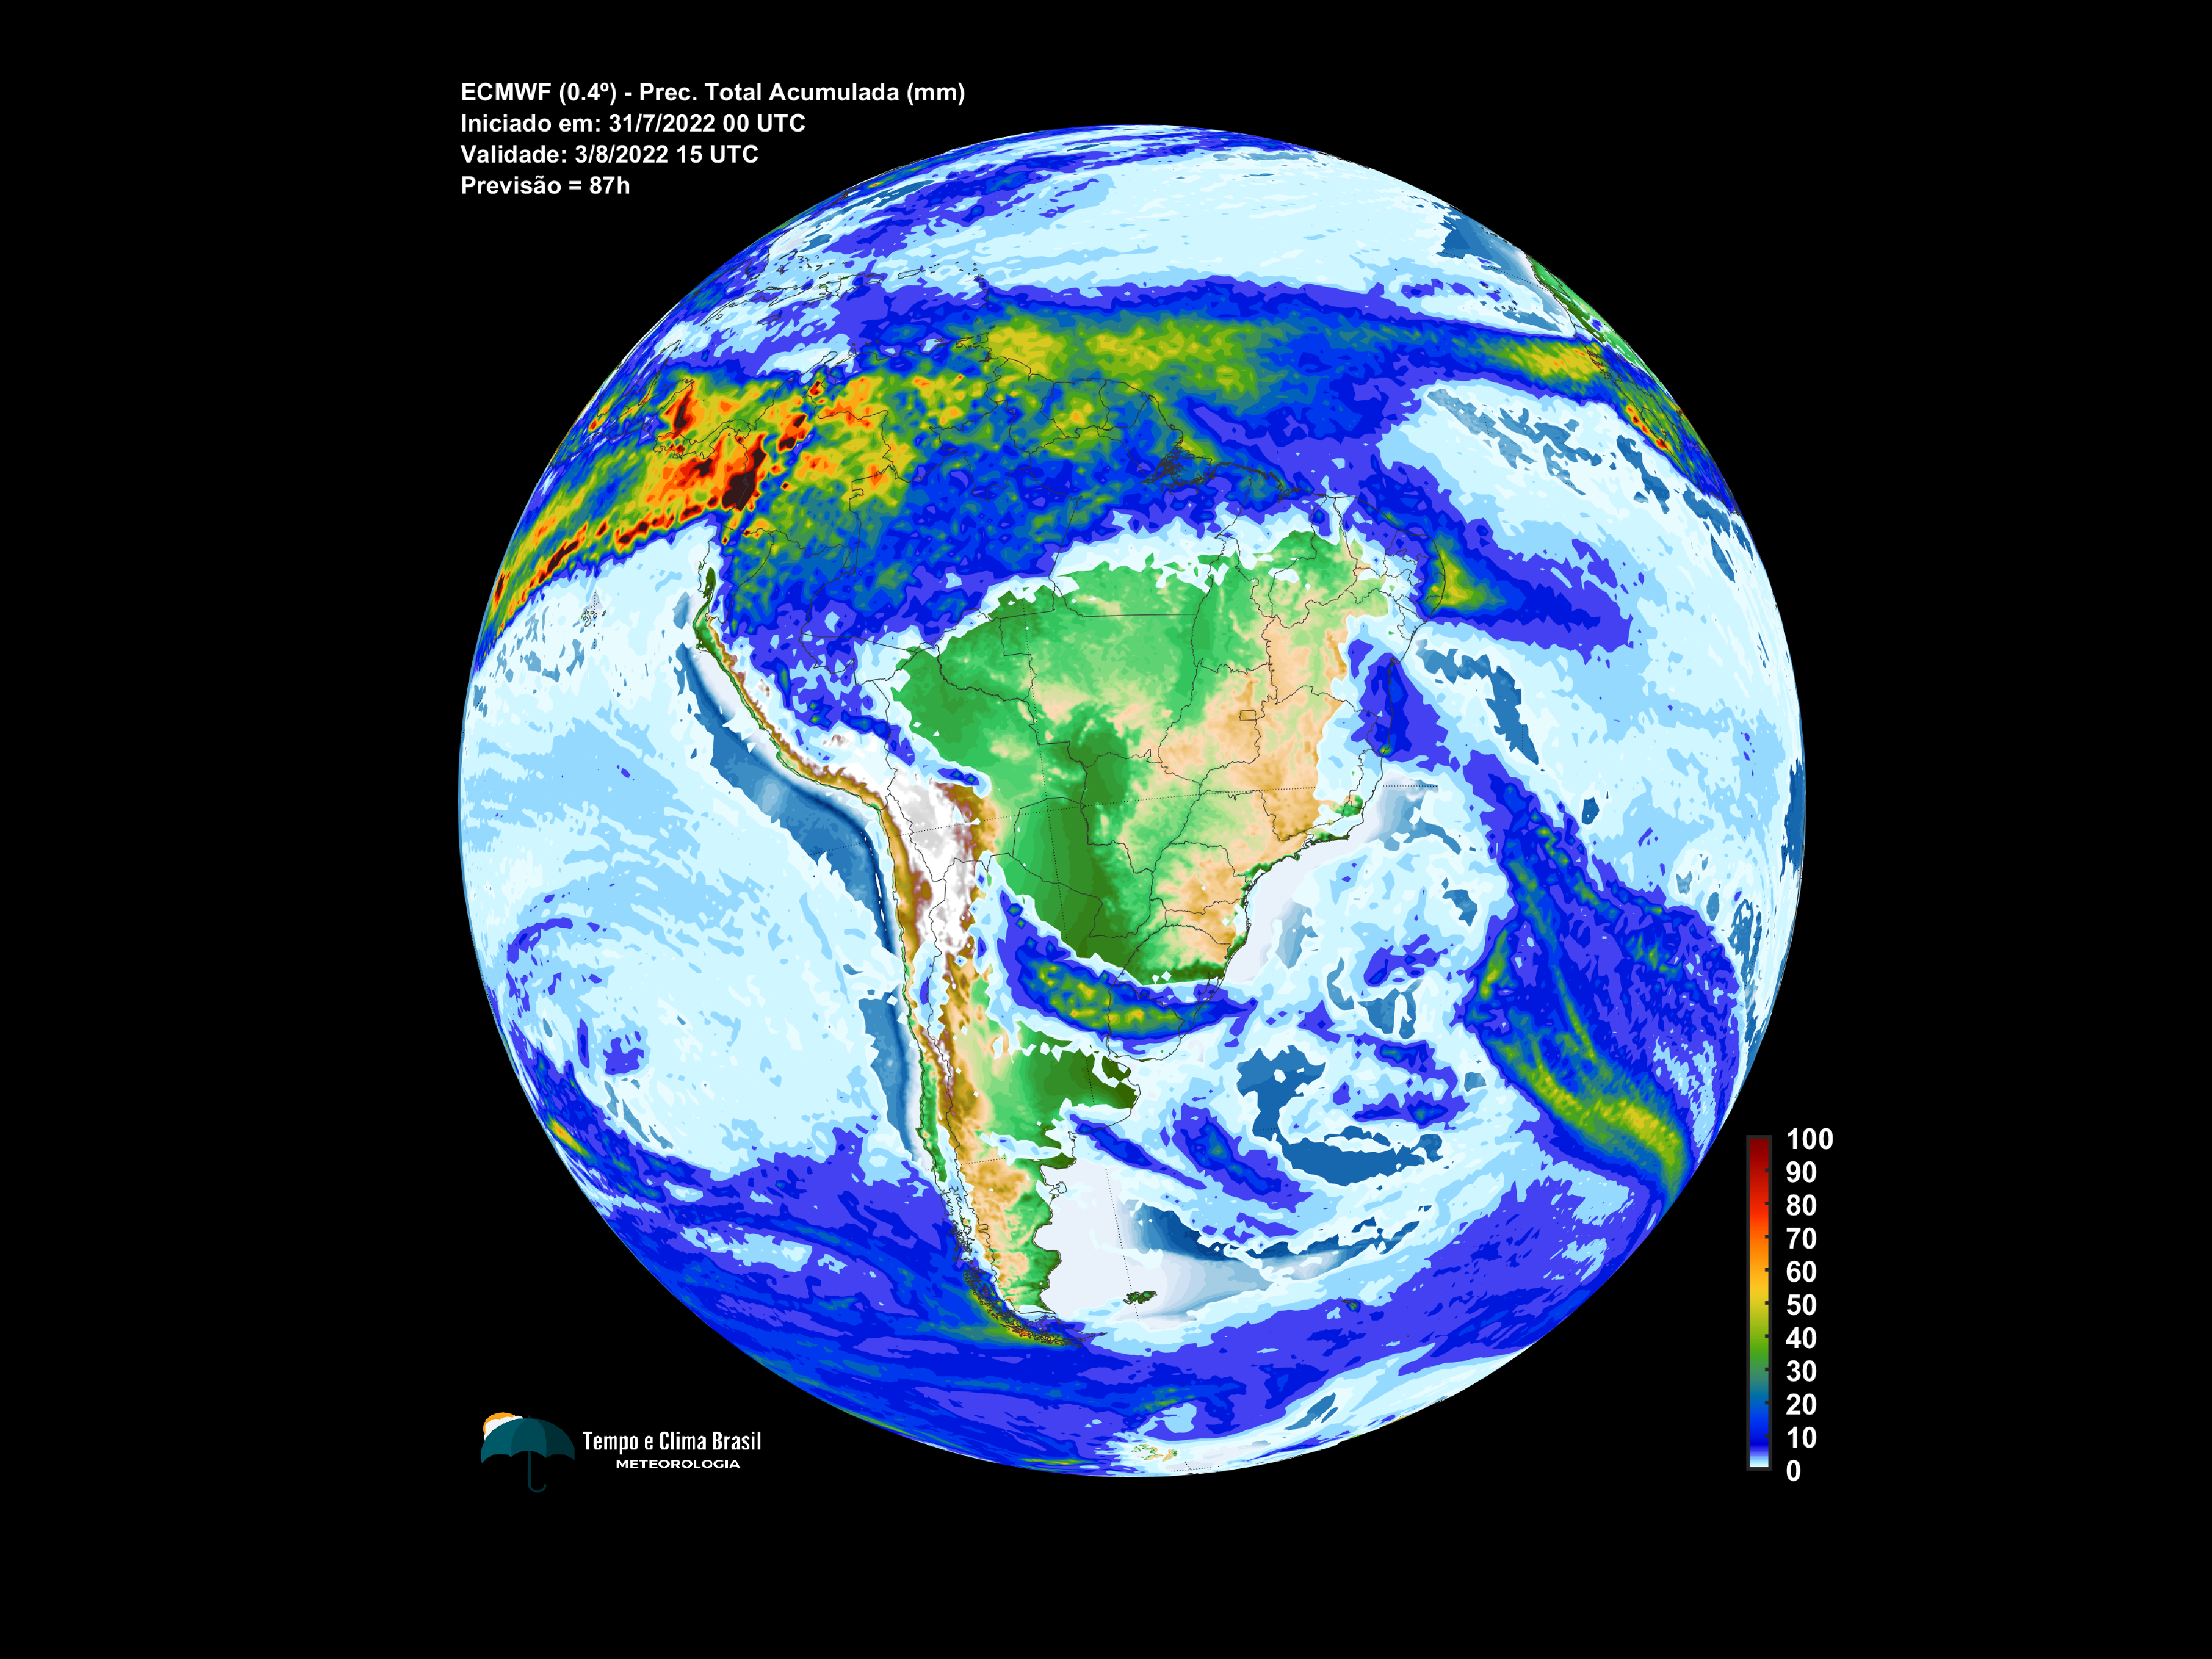 ECMWF (0.4º) - Prec. Total Acumulada (mm)
Iniciado em: 31/7/2022 00 UTC
Validade: 3/8/2022 15 UTC
Previsão = 87h
100
90
80
70
60
50
40
30
20
10
0
Tempo e Clima Brasil
METEOROLOGIA